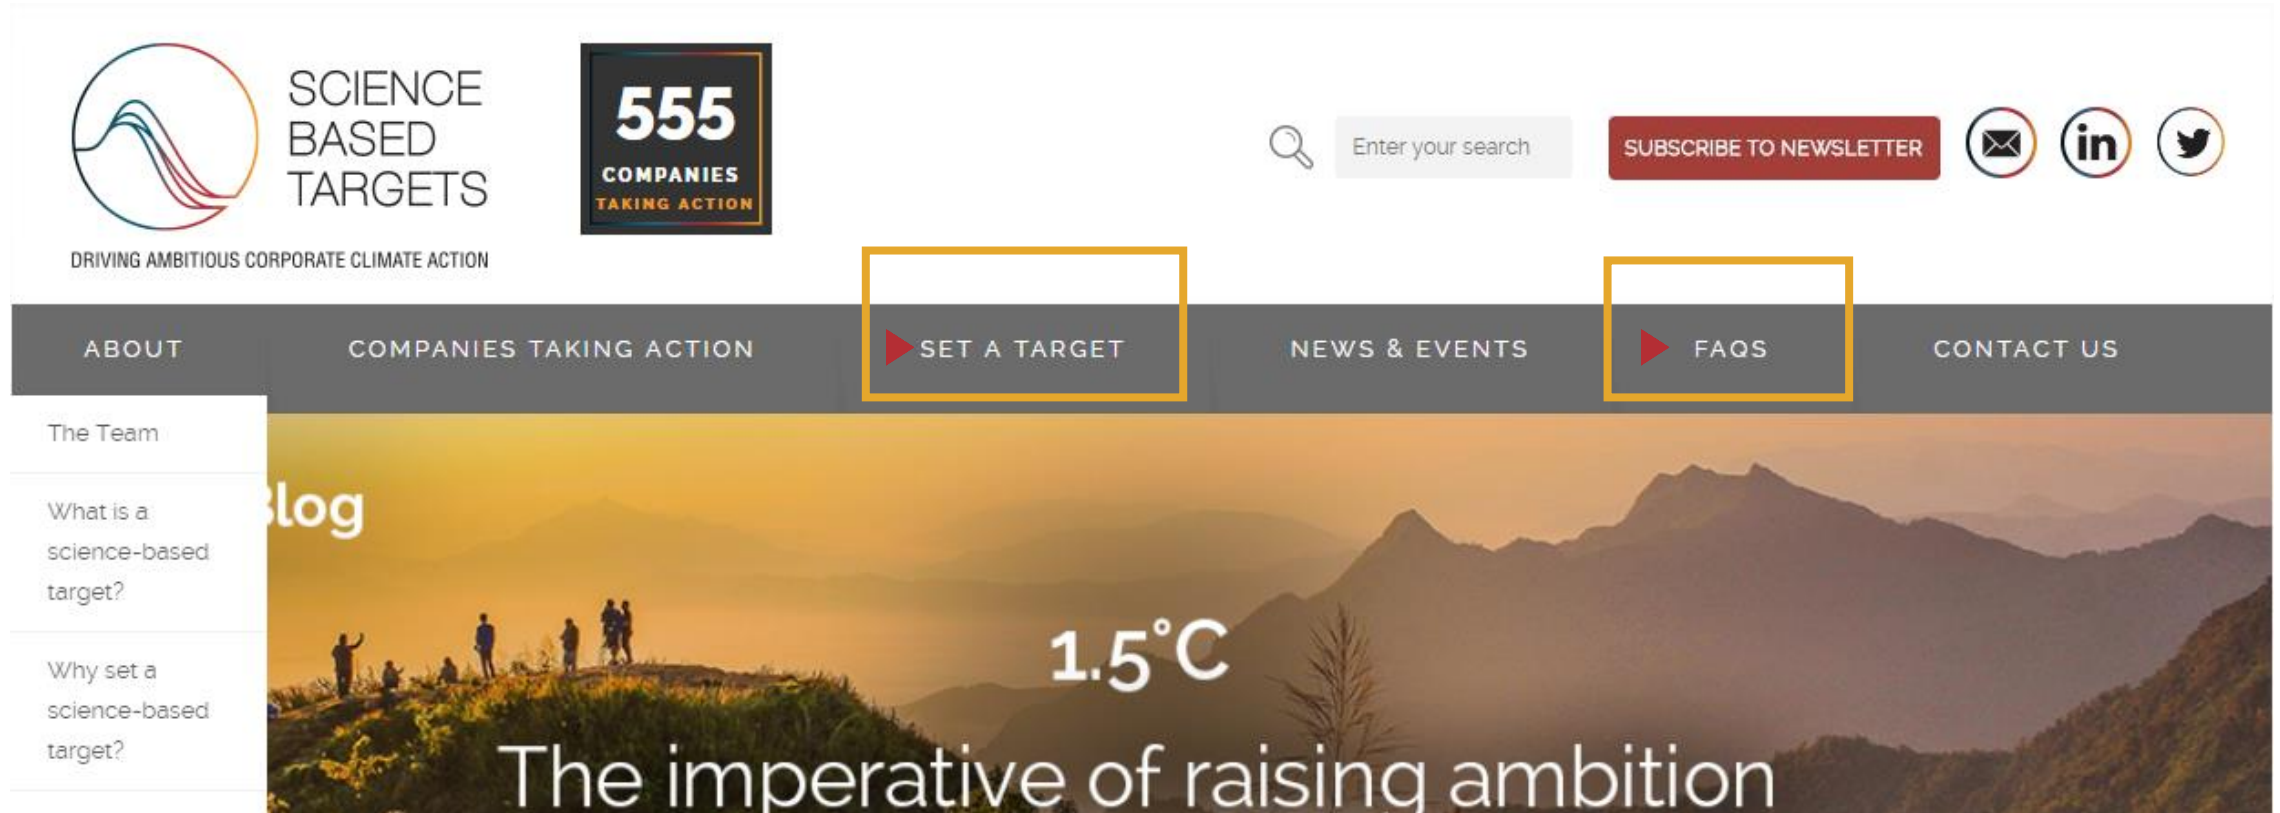 SCIENCE
BASED
TARGETS
DRIVING AMBITIOUS CORPORATE CLIMATE ACTION
555
COMPANIES
TAKING ACTION
Enter your search
SUBSCRIBE TO NEWSLETTER
in
ABOUT
COMPANIES TAKING ACTION
SET A TARGET
NEWS & EVENTS
FAQS
CONTACT US
The Team
What is a
science-based
target?
Why set a
science-based
target?
Blog
1.5°C
The imperative of raising ambition